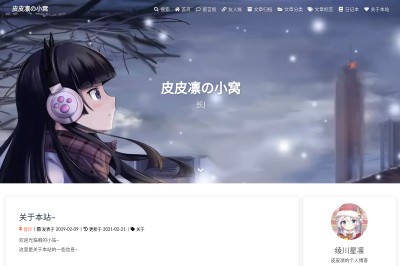 皮皮凛の小窝
搜索 首页 留言板 友人帐 文章归档 文章分类 文章标签 日记本 关于本站
皮皮凛の小窝
关于本站~
置顶 | 发表于 2019-02-09 | 更新于 2021-02-21 | 关于
欢迎光临凛的小站~
这里是关于本站的一些信息~
绫川星凛
皮皮凛的个人博客